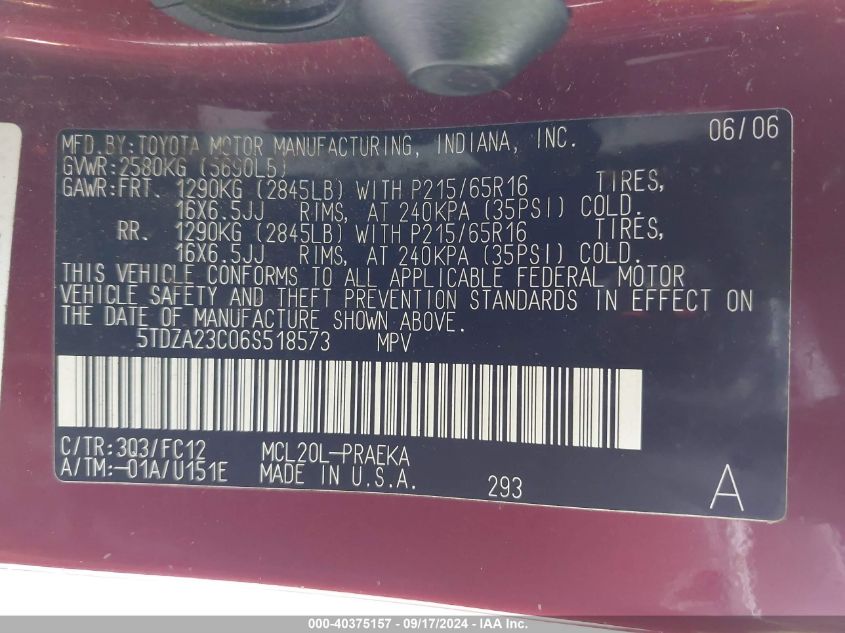 MFD.BY:TOYOTA MOTOR MANUFACTURING, INDIANA, INC. 06/06
GVWR:2580KG (5690LB)
GAWR:FRT. 1290KG (2845LB) WITH P215/65R16 TIRES,
16X6.5JJ RIMS, AT 240KPA (35PSI) COLD.
RR. 1290KG (2845LB) WITH P215/65R16 TIRES,
16X6.5JJ RIMS, AT 240KPA (35PSI) COLD.
THIS VEHICLE CONFORMS TO ALL APPLICABLE FEDERAL MOTOR
VEHICLE SAFETY AND THEFT PREVENTION STANDARDS IN EFFECT ON
THE DATE OF MANUFACTURE SHOWN ABOVE.
5TDZA23C06S518573 MPV
C/TR:3Q3/FC12 MCL20L-PRAEKA
A/TM:-01A/U151E MADE IN U.S.A. 293 A
000-40375157 - 09/17/2024 - IAA Inc.